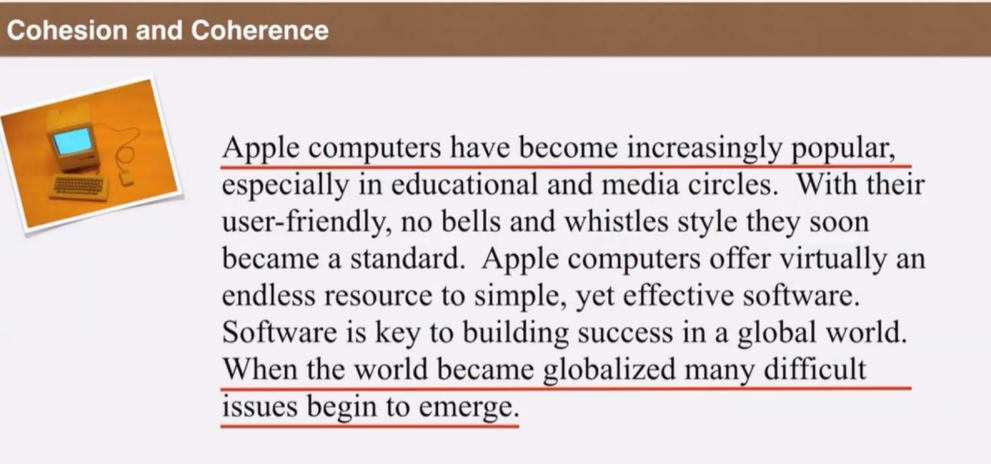 Cohesion and Coherence
Apple computers have become increasingly popular,
especially in educational and media circles.  With their
user-friendly, no bells and whistles style they soon
became a standard.  Apple computers offer virtually an
endless resource to simple, yet effective software.
Software is key to building success in a global world.
When the world became globalized many difficult
issues begin to emerge.